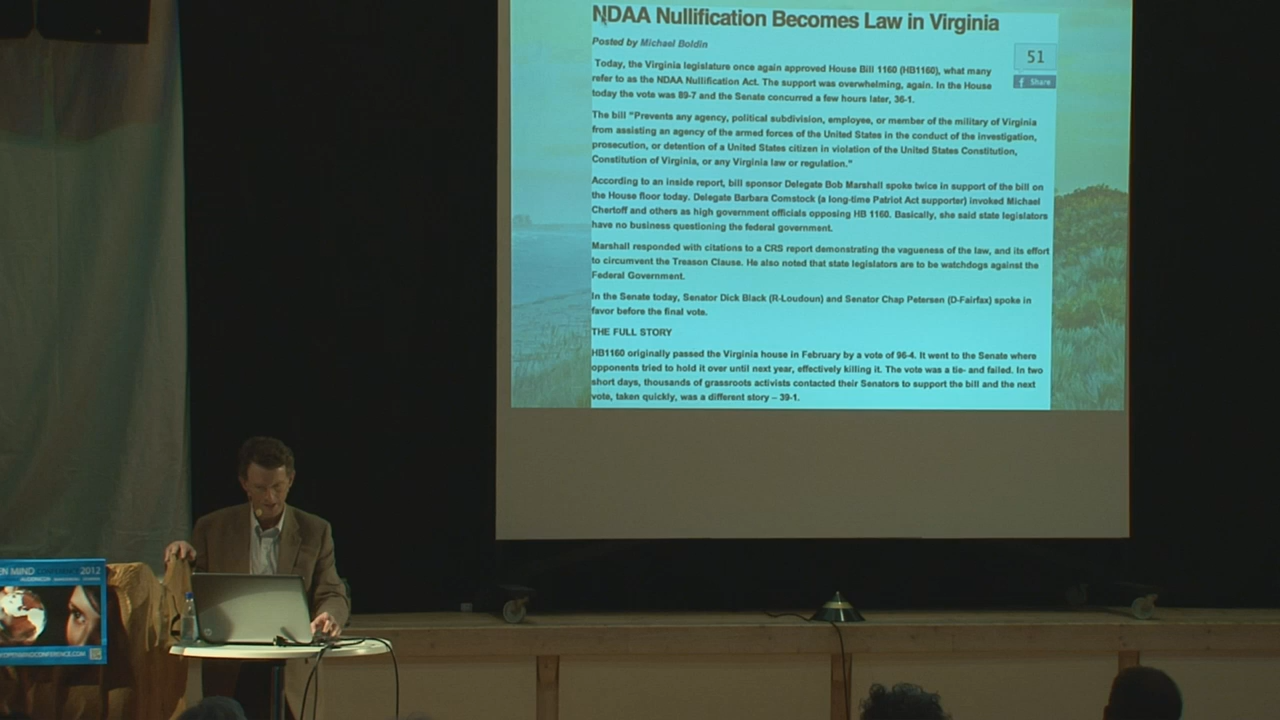 NDAA Nullification Becomes Law in Virginia
Posted by Michael Boldin
51
Share
Today, the Virginia legislature once again approved House Bill 1160 (HB1160), what many
refer to as the NDAA Nullification Act. The support was overwhelming, again. In the House
today the vote was 89-7 and the Senate concurred a few hours later, 36-1.
The bill "Prevents any agency, political subdivision, employee, or member of the military of Virginia
from assisting an agency of the armed forces of the United States in the conduct of the investigation,
prosecution, or detention of a United States citizen in violation of the United States Constitution,
Constitution of Virginia, or any Virginia law or regulation."
According to an inside report, bill sponsor Delegate Bob Marshall spoke twice in support of the bill on
the House floor today. Delegate Barbara Comstock (a long-time Patriot Act supporter) invoked Michael
Chertoff and others as high government officials opposing HB 1160. Basically, she said state legislators
have no business questioning the federal government.
Marshall responded with citations to a CRS report demonstrating the vagueness of the law, and its effort
to circumvent the Treason Clause. He also noted that state legislators are to be watchdogs against the
Federal Government.
In the Senate today, Senator Dick Black (R-Loudoun) and Senator Chap Petersen (D-Fairfax) spoke in
favor before the final vote.
THE FULL STORY
HB1160 originally passed the Virginia house in February by a vote of 96-4. It went to the Senate where
opponents tried to hold it over until next year, effectively killing it. The vote was a tie- and failed. In two
short days, thousands of grassroots activists contacted their Senators to support the bill and the next
vote, taken quickly, was a different story – 39-1.
EN MIND CONFERENCE 2012
OPENMINDCONFERENCE.COM